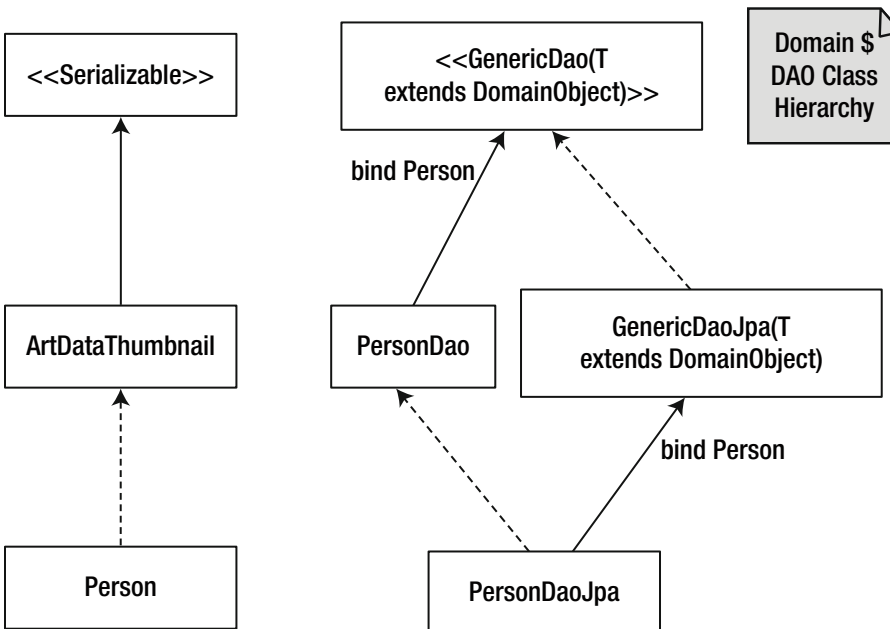 <<Serializable>>
<<GenericDao(T
extends DomainObject)>>
Domain $
DAO Class
Hierarchy
bind Person
ArtDataThumbnail
PersonDao
GenericDaoJpa(T
extends DomainObject)
bind Person
Person
PersonDaoJpa